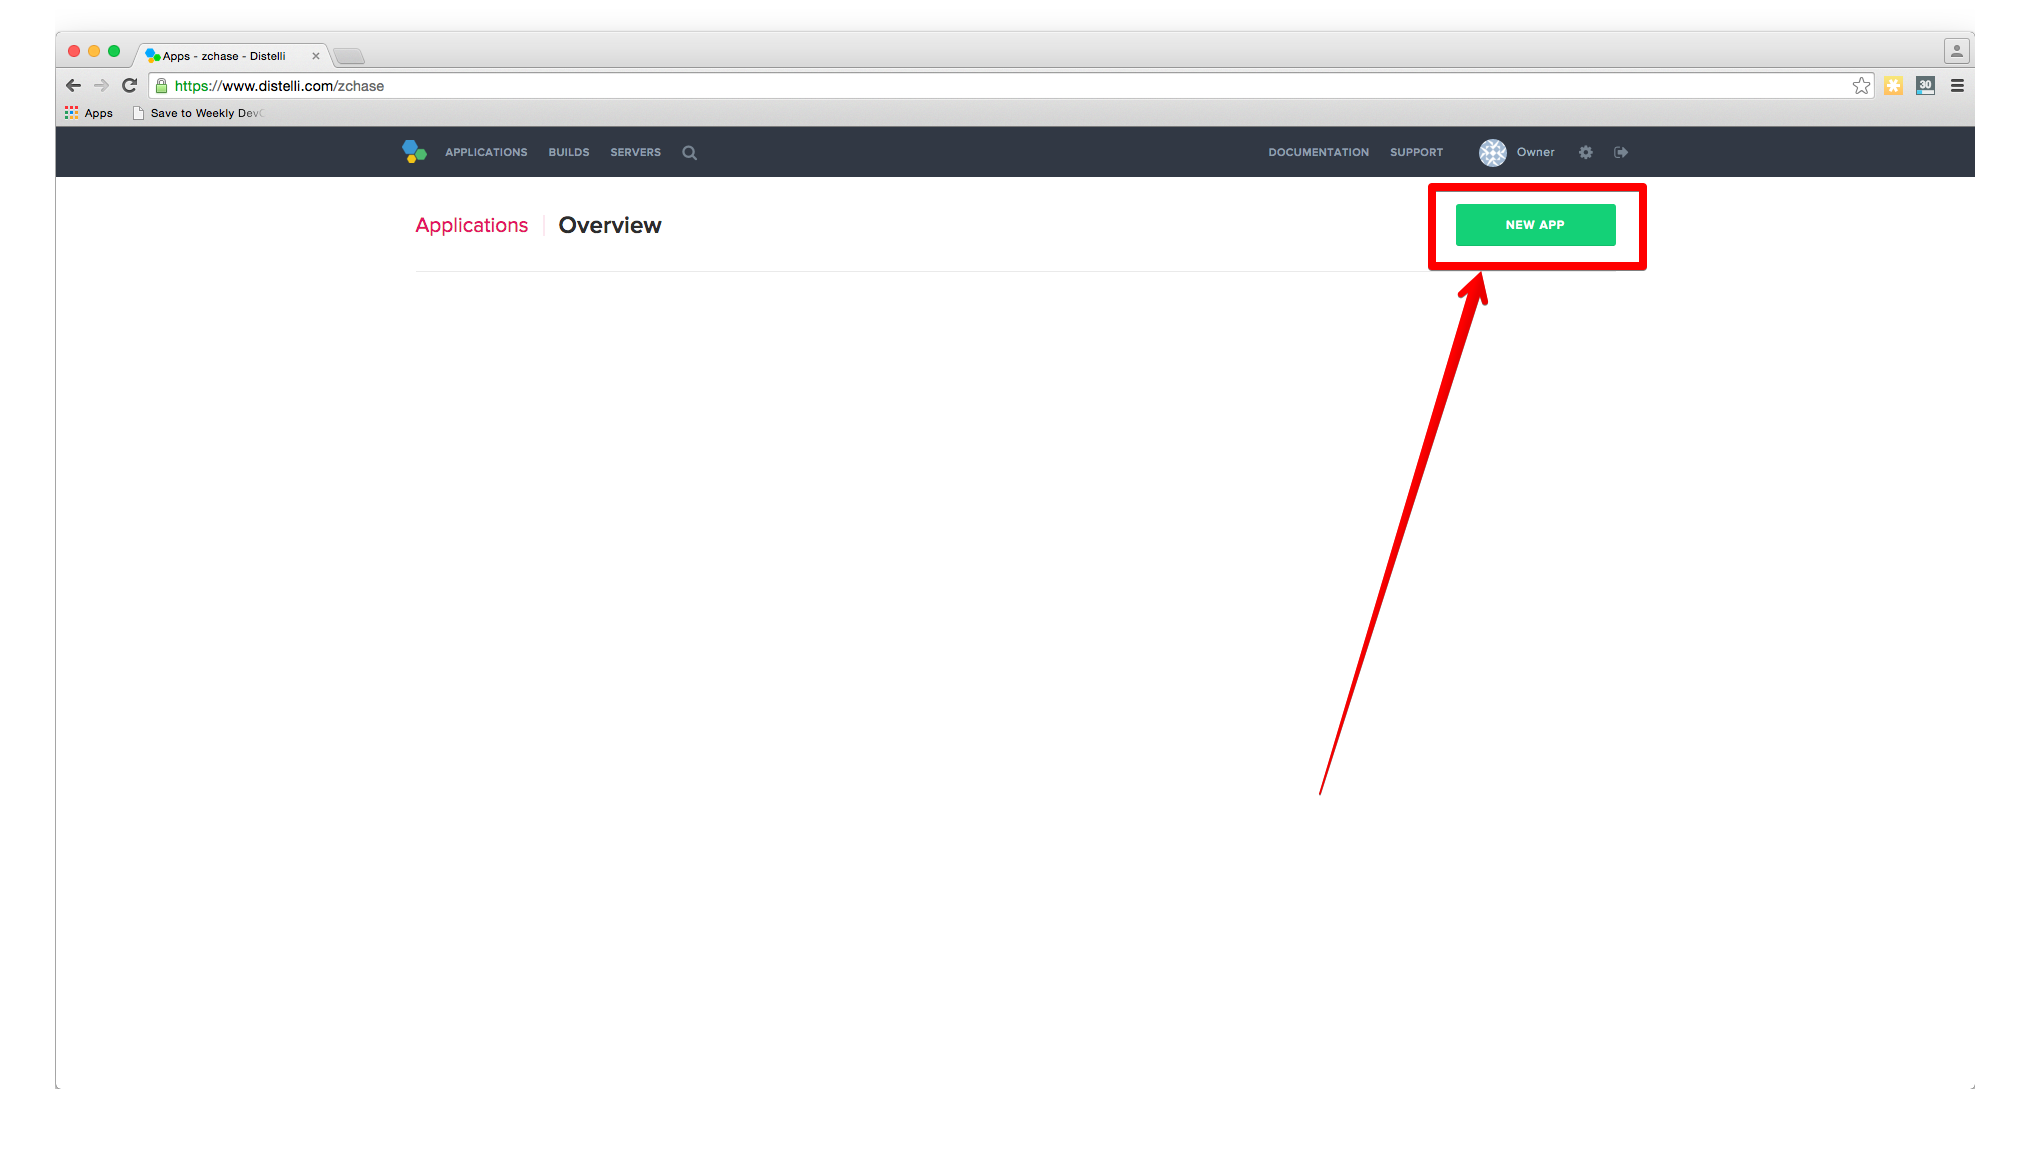 Apps - zchase - Distelli
https://www.distelli.com/zchase
30
Apps Save to Weekly Dev
APPLICATIONS BUILDS SERVERS DOCUMENTATION SUPPORT Owner
Applications Overview NEW APP